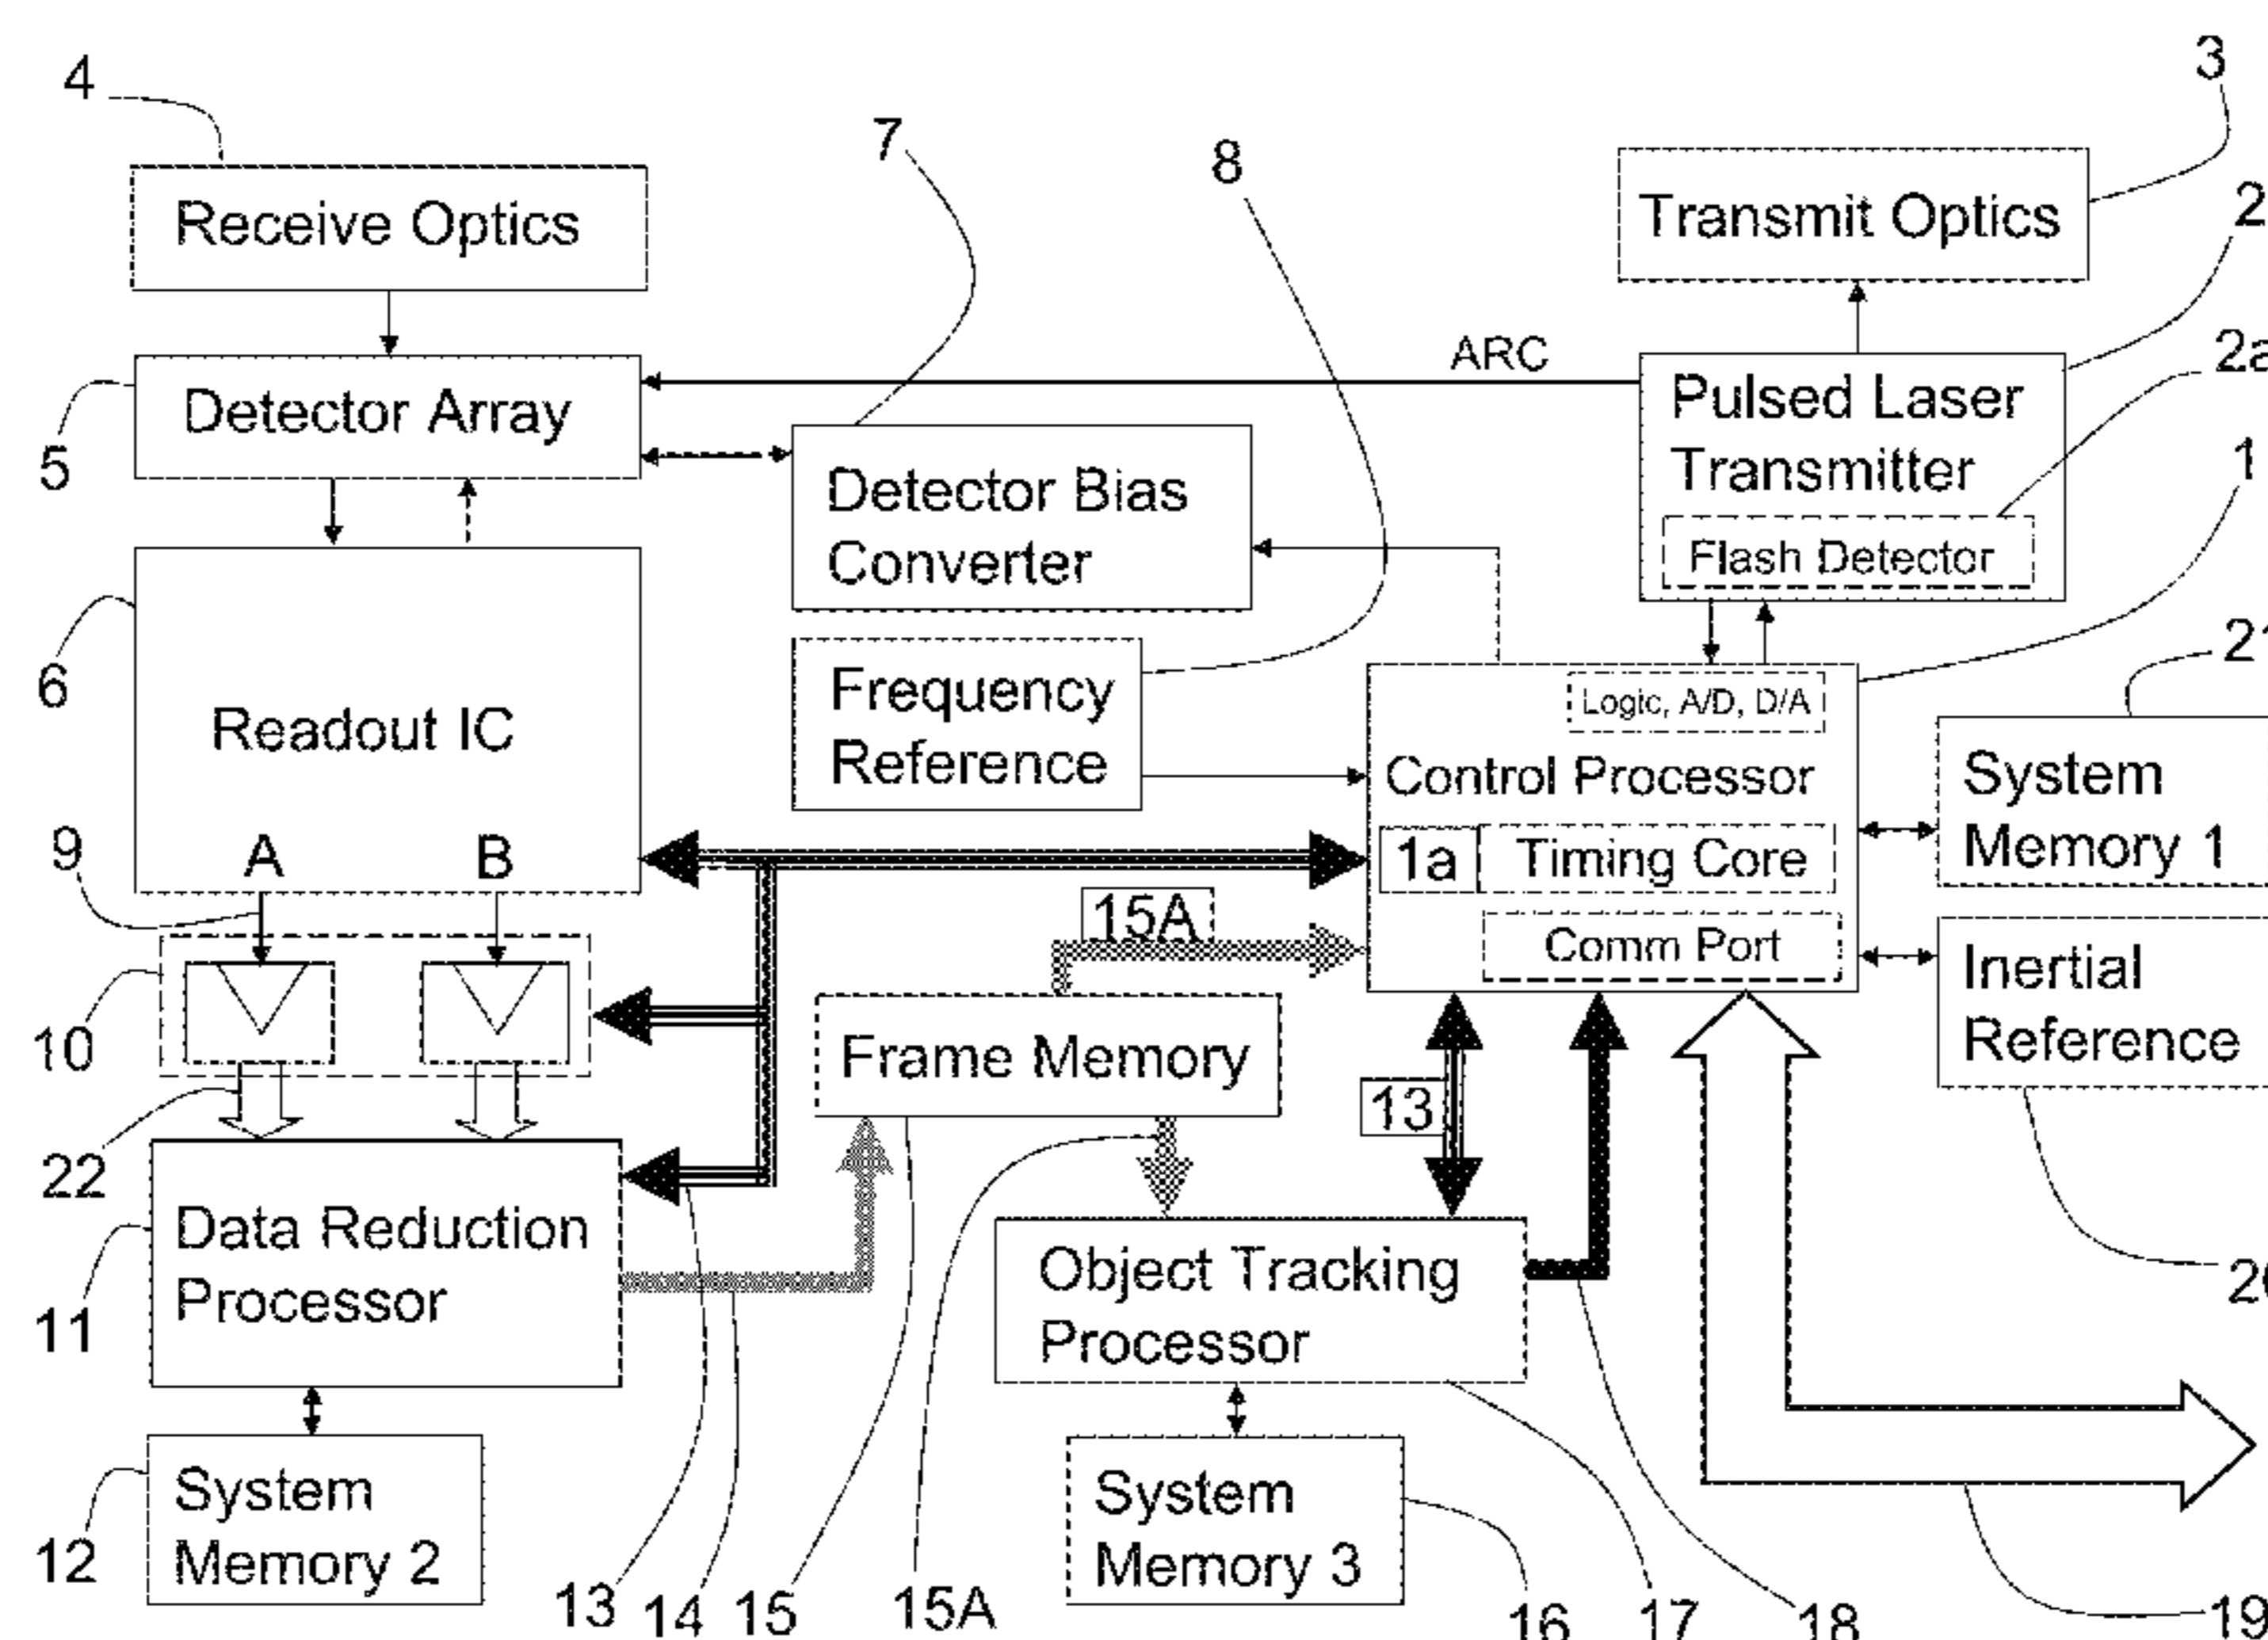 4
3
7
8
Receive Optics
Transmit Optics
2
ARC
2a
Detector Array
Pulsed Laser
Transmitter
5
1
Detector Bias
Converter
Flash Detector
6
Frequency
Reference
Logic, A/D, D/A
21
Readout IC
Control Processor
System
Memory 1
9
A
B
1a
Timing Core
15A
Comm Port
Inertial
Reference
10
Frame Memory
13
22
Data Reduction
Processor
11
Object Tracking
Processor
20
System
Memory 2
12
System
Memory 3
13
14
15
15A
16
17
18
19